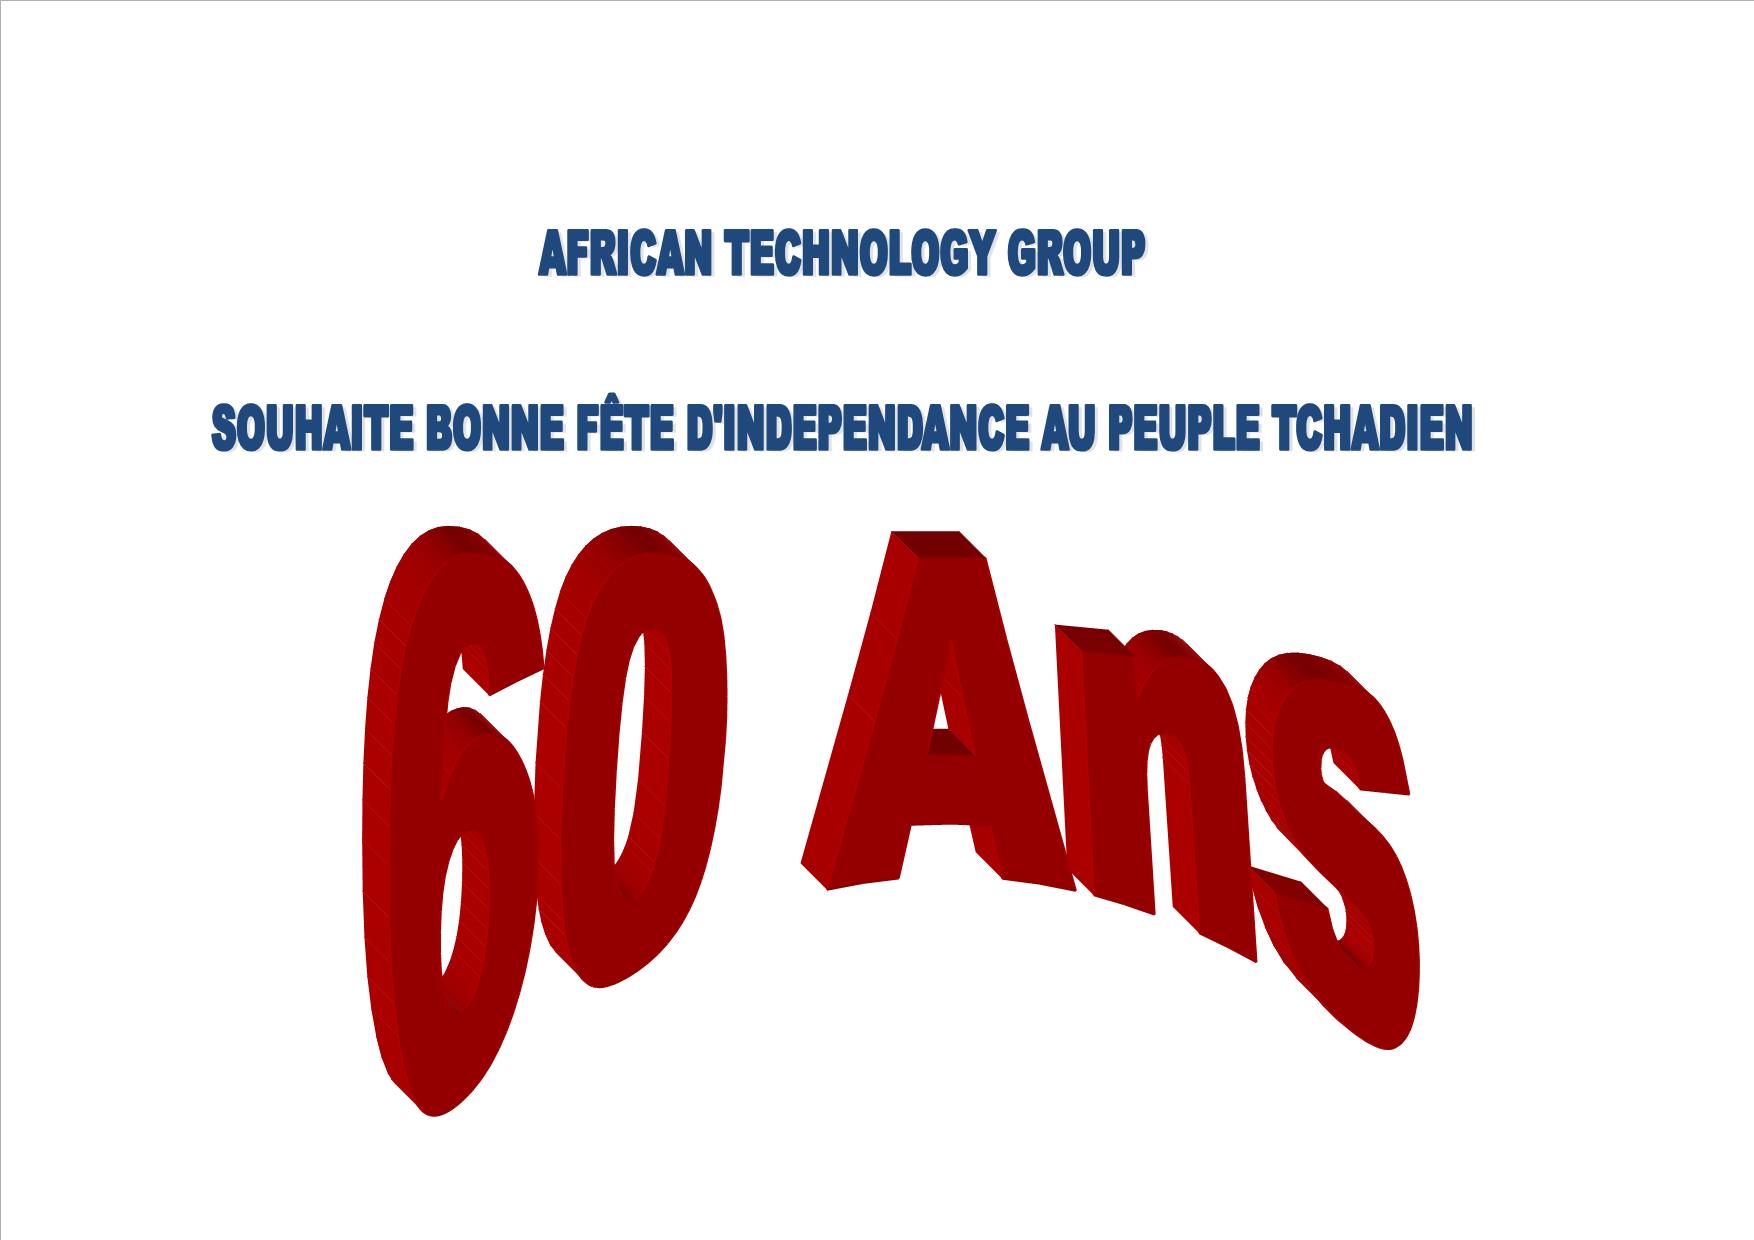 AFRICAN TECHNOLOGY GROUP
SOUHAITE BONNE FÊTE D'INDEPENDANCE AU PEUPLE TCHADIEN
60 Ans